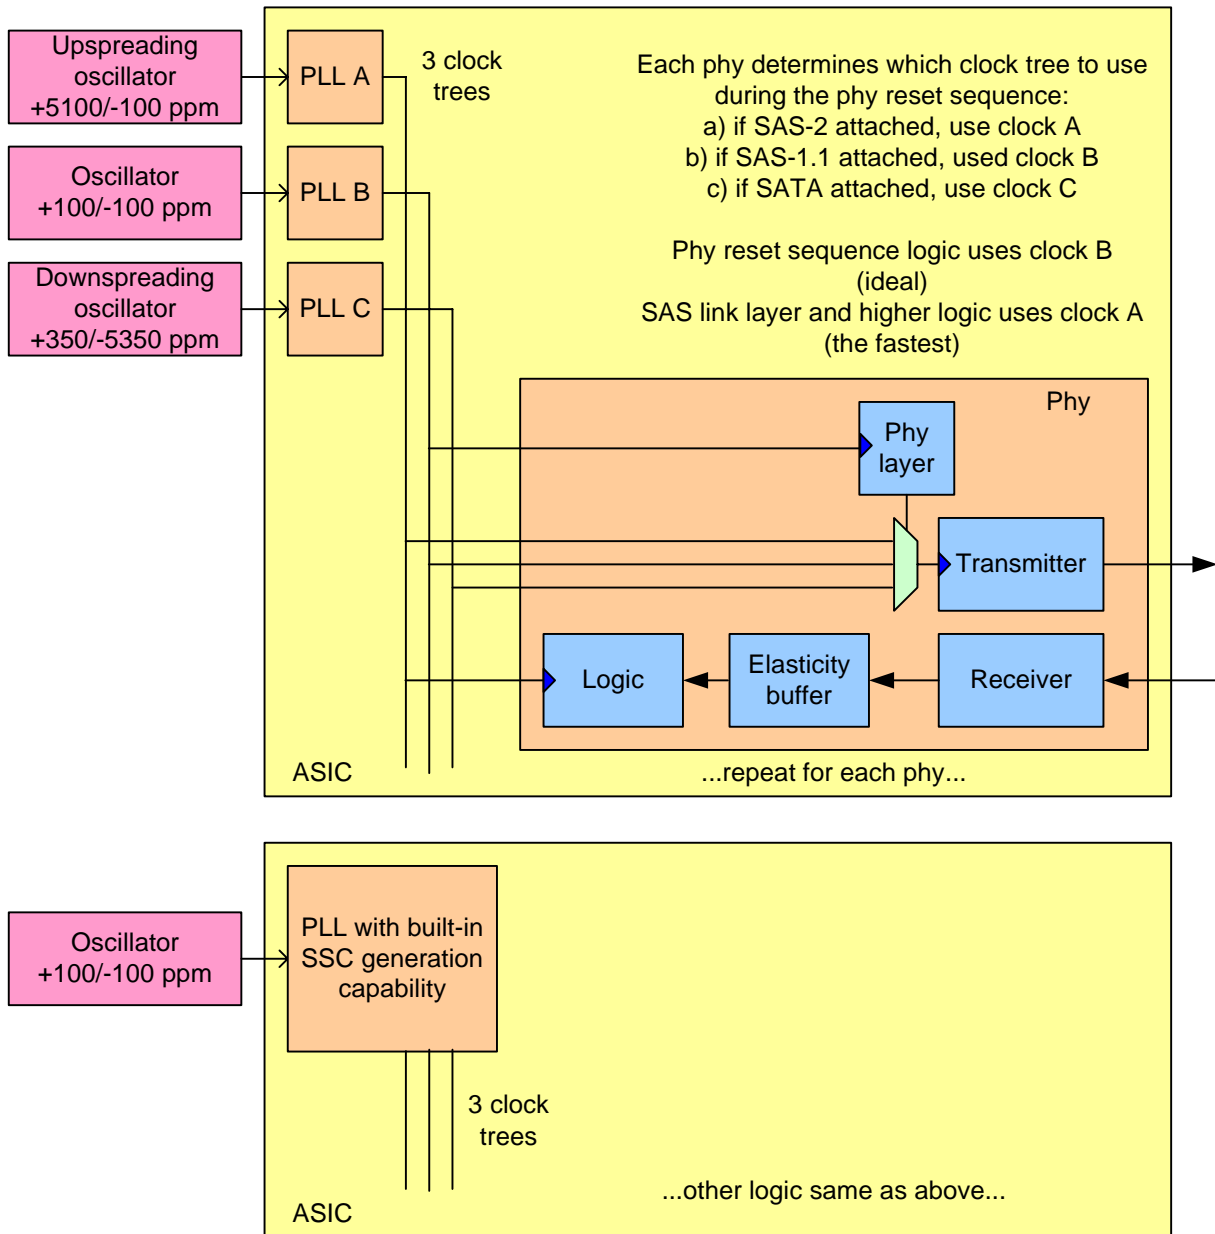 Upspreading
oscillator
+5100/-100 ppm
PLL A
3 clock
trees
Each phy determines which clock tree to use
during the phy reset sequence:
a) if SAS-2 attached, use clock A
b) if SAS-1.1 attached, used clock B
c) if SATA attached, use clock C
Oscillator
+100/-100 ppm
PLL B
Phy reset sequence logic uses clock B
(ideal)
SAS link layer and higher logic uses clock A
(the fastest)
Downspreading
oscillator
+350/-5350 ppm
PLL C
Phy
Phy
layer
Transmitter
Logic
Elasticity
buffer
Receiver
ASIC
...repeat for each phy...
Oscillator
+100/-100 ppm
PLL with built-in
SSC generation
capability
3 clock
trees
...other logic same as above...
ASIC